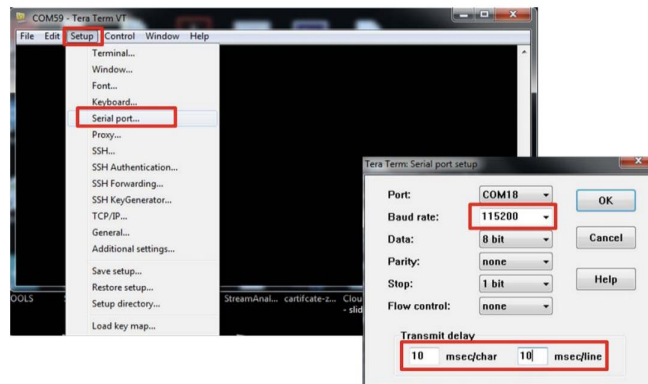 COM59 - Tera Term VT
File Edit Setup Control Window Help
Terminal...
Window...
Font...
Keyboard...
Serial port...
Proxy...
SSH...
SSH Authentication...
SSH Forwarding...
SSH KeyGenerator...
TCP/IP...
General...
Additional settings...
Save setup...
Restore setup...
Setup directory...
Load key map...
OOLS
StreamAnal... cartifcate-z... Clou
- slid
Tera Term: Serial port setup
Port: COM18 OK
Baud rate: 115200
Data: 8 bit Cancel
Parity: none
Stop: 1 bit Help
Flow control: none
Transmit delay
10 msec/char 10 msec/line